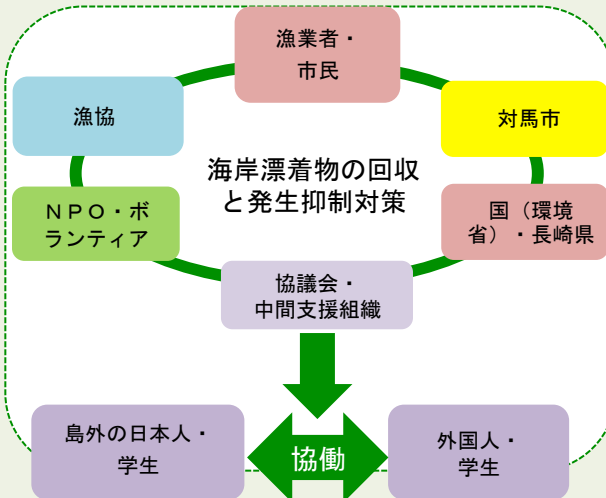 漁業者・
市民
漁協
対馬市
海岸漂着物の回収
と発生抑制対策
ＮＰＯ・ボ
ランティア
国（環境
省）・長崎県
協議会・
中間支援組織
島外の日本人・
学生
協働
外国人・
学生